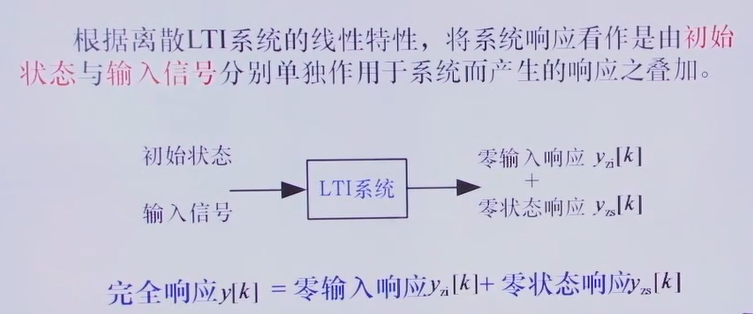 根据离散LTI系统的线性特性，将系统响应看作是由初始
状态与输入信号分别单独作用于系统而产生的响应之叠加。
初始状态
输入信号
LTI系统
零输入响应 yzi[k]
+
零状态响应 yzs[k]
完全响应y[k] = 零输入响应yzi[k]+ 零状态响应yzs[k]